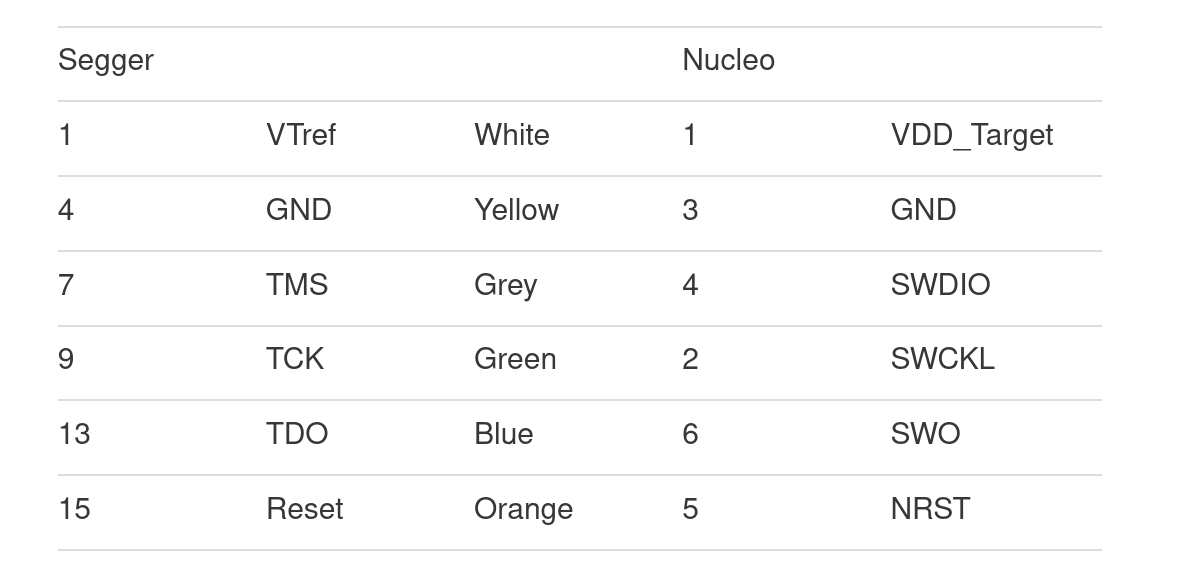 Segger Nucleo
1 VTref White 1 VDD_Target
4 GND Yellow 3 GND
7 TMS Grey 4 SWDIO
9 TCK Green 2 SWCKL
13 TDO Blue 6 SWO
15 Reset Orange 5 NRST